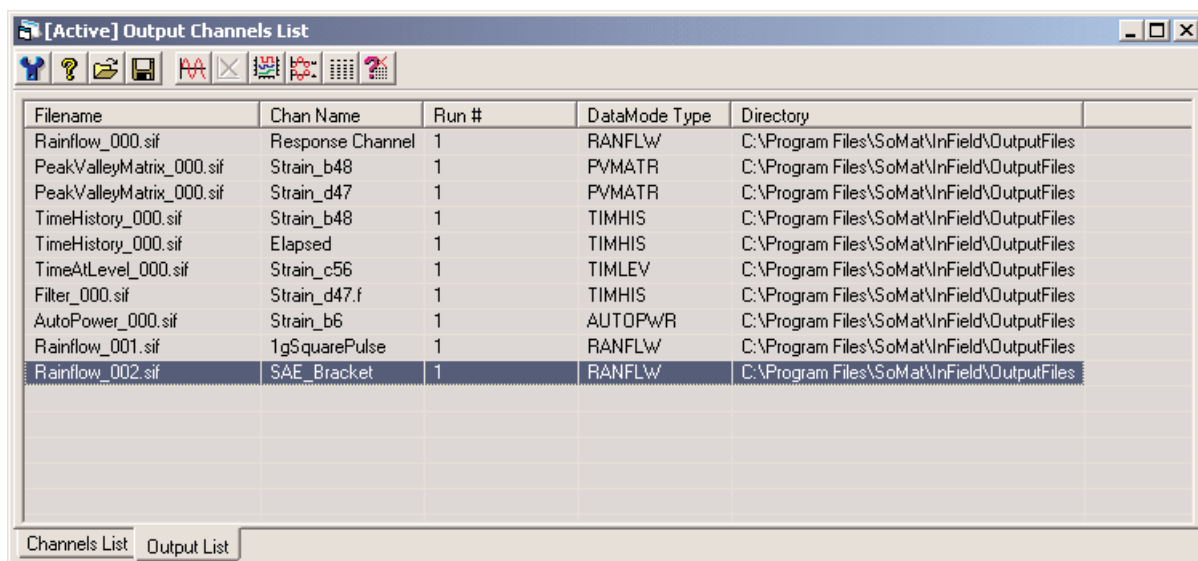 [Active] Output Channels List
Filename Chan Name Run # DataMode Type Directory
Rainflow_000.sif Response Channel 1 RANFLW C:\Program Files\SoMat\InField\OutputFiles
PeakValleyMatrix_000.sif Strain_b48 1 PVMATR C:\Program Files\SoMat\InField\OutputFiles
PeakValleyMatrix_000.sif Strain_d47 1 PVMATR C:\Program Files\SoMat\InField\OutputFiles
TimeHistory_000.sif Strain_b48 1 TIMHIS C:\Program Files\SoMat\InField\OutputFiles
TimeHistory_000.sif Elapsed 1 TIMHIS C:\Program Files\SoMat\InField\OutputFiles
TimeAtLevel_000.sif Strain_c56 1 TIMLEV C:\Program Files\SoMat\InField\OutputFiles
Filter_000.sif Strain_d47.f 1 TIMHIS C:\Program Files\SoMat\InField\OutputFiles
AutoPower_000.sif Strain_b6 1 AUTOPWR C:\Program Files\SoMat\InField\OutputFiles
Rainflow_001.sif 1gSquarePulse 1 RANFLW C:\Program Files\SoMat\InField\OutputFiles
Rainflow_002.sif SAE_Bracket 1 RANFLW C:\Program Files\SoMat\InField\OutputFiles
Channels List Output List